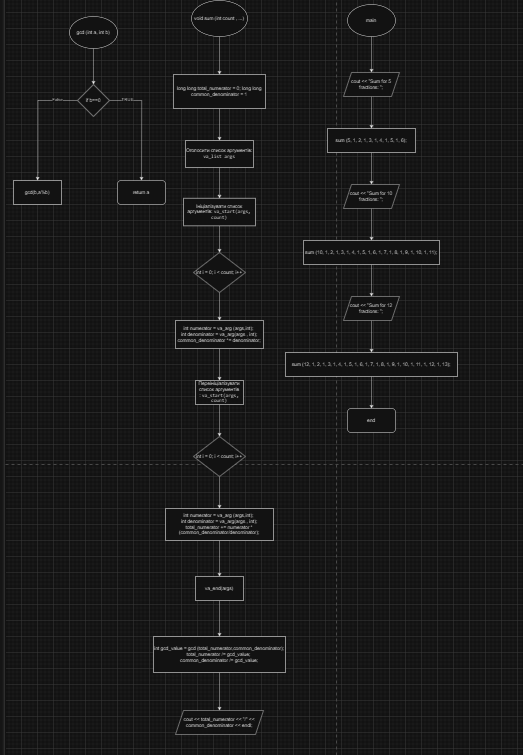 gcd (int a, int b)
if b==0
false
true
gcd(b,a%b)
return a
void sum (int count , ...)
long long total_numerator = 0; long long
common_denominator = 1
Оголосити список аргументів:
va_list args
Ініціалізувати список
аргументів: va_start(args,
count)
int i = 0; i < count; i++
int numerator = va_arg (args,int);
int denominator = va_arg(args , int);
common_denominator *= denominator;
Переініціалізувати
список аргументів
: va_start(args,
count)
int i = 0; i < count; i++
int numerator = va_arg (args,int);
int denominator = va_arg(args , int);
total_numerator += numerator *
(common_denominator/denominator);
va_end(args)
int gcd_value = gcd (total_numerator,common_denominator);
total_numerator /= gcd_value;
common_denominator /= gcd_value;
cout << total_numerator << "/" <<
common_denominator << endl;
main
cout << "Sum for 5
fractions: ";
sum (5, 1, 2, 1, 3, 1, 4, 1, 5, 1, 6);
cout << "Sum for 10
fractions: ";
sum (10, 1, 2, 1, 3, 1, 4, 1, 5, 1, 6, 1, 7, 1, 8, 1, 9, 1, 10, 1, 11);
cout << "Sum for 12
fractions: ";
sum (12, 1, 2, 1, 3, 1, 4, 1, 5, 1, 6, 1, 7, 1, 8, 1, 9, 1, 10, 1, 11, 1, 12, 1, 13);
end